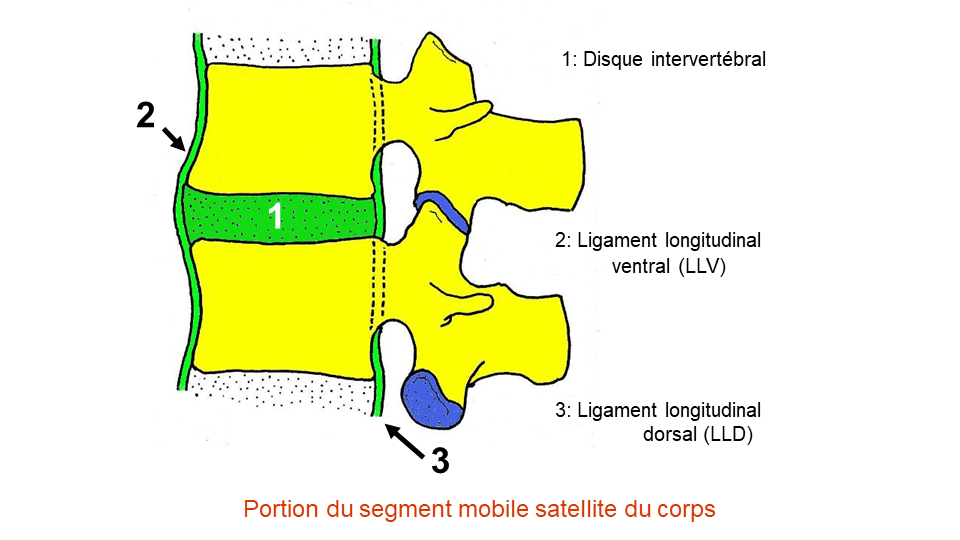 1: Disque intervertébral
2
1
2: Ligament longitudinal
ventral (LLV)
3: Ligament longitudinal
dorsal (LLD)
3
Portion du segment mobile satellite du corps